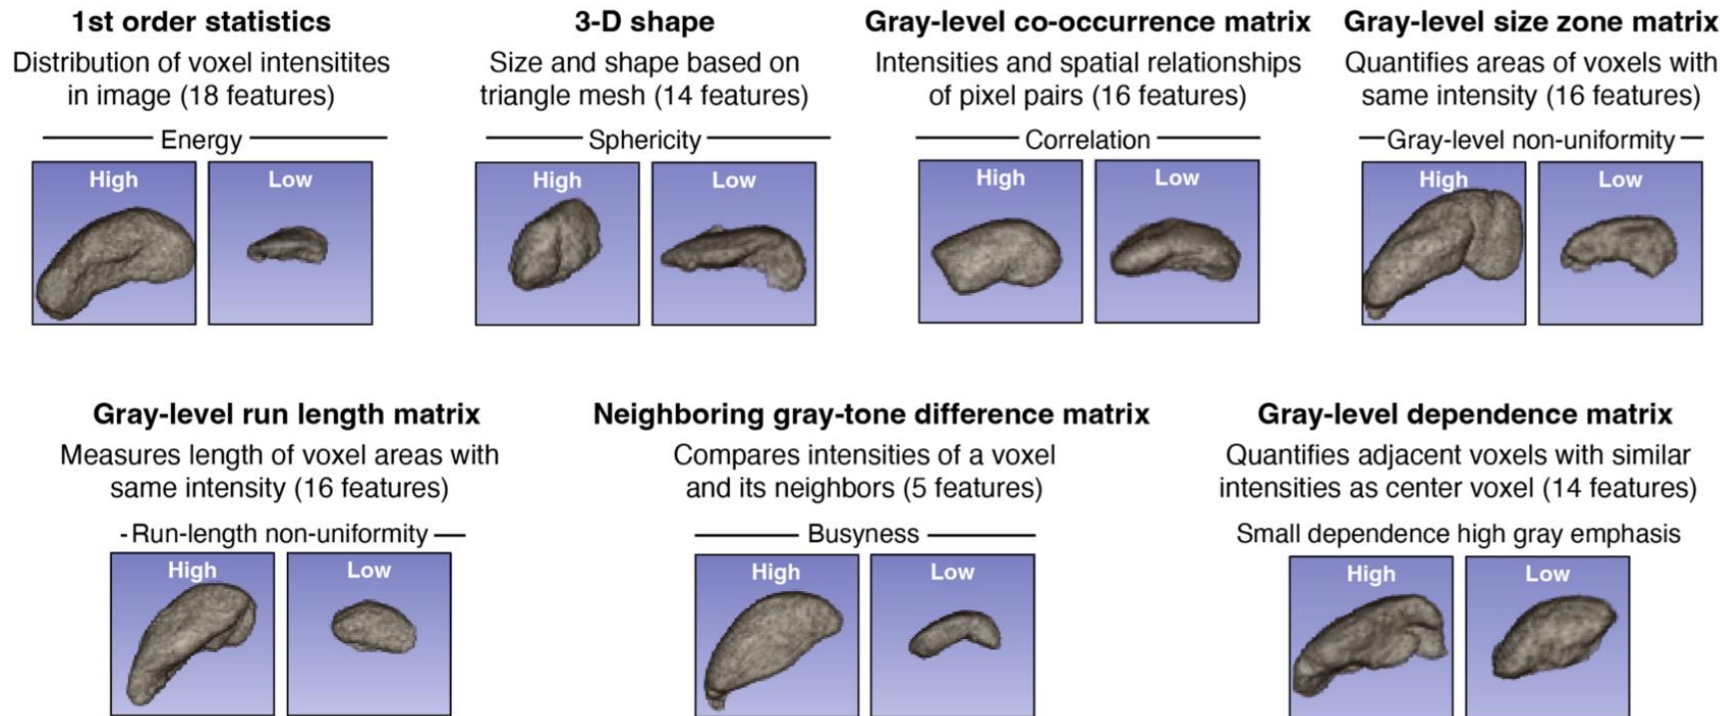 1st order statistics
Distribution of voxel intensitites
in image (18 features)
Energy
High
Low
3-D shape
Size and shape based on
triangle mesh (14 features)
Sphericity
High
Low
Gray-level co-occurrence matrix
Intensities and spatial relationships
of pixel pairs (16 features)
Correlation
High
Low
Gray-level size zone matrix
Quantifies areas of voxels with
same intensity (16 features)
Gray-level non-uniformity
High
Low
Gray-level run length matrix
Measures length of voxel areas with
same intensity (16 features)
Run-length non-uniformity
High
Low
Neighboring gray-tone difference matrix
Compares intensities of a voxel
and its neighbors (5 features)
Busyness
High
Low
Gray-level dependence matrix
Quantifies adjacent voxels with similar
intensities as center voxel (14 features)
Small dependence high gray emphasis
High
Low